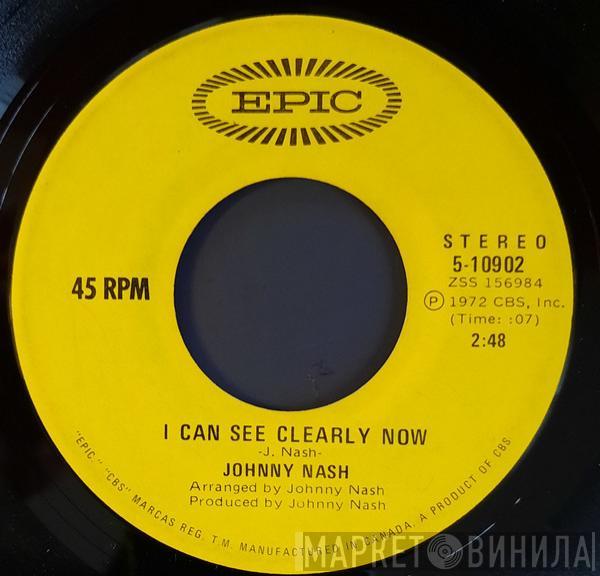 EPIC
STEREO
5-10902
ZSS 156984
Ⓟ 1972 CBS, Inc.
(Time: :07)
2:48
45 RPM
I CAN SEE CLEARLY NOW
-J. Nash-
JOHNNY NASH
Arranged by Johnny Nash
Produced by Johnny Nash
"EPIC," "CBS" MARCAS REG. T.M. MANUFACTURED IN CANADA. A PRODUCT OF CBS
МАРКЕТ ВИНИЛА!